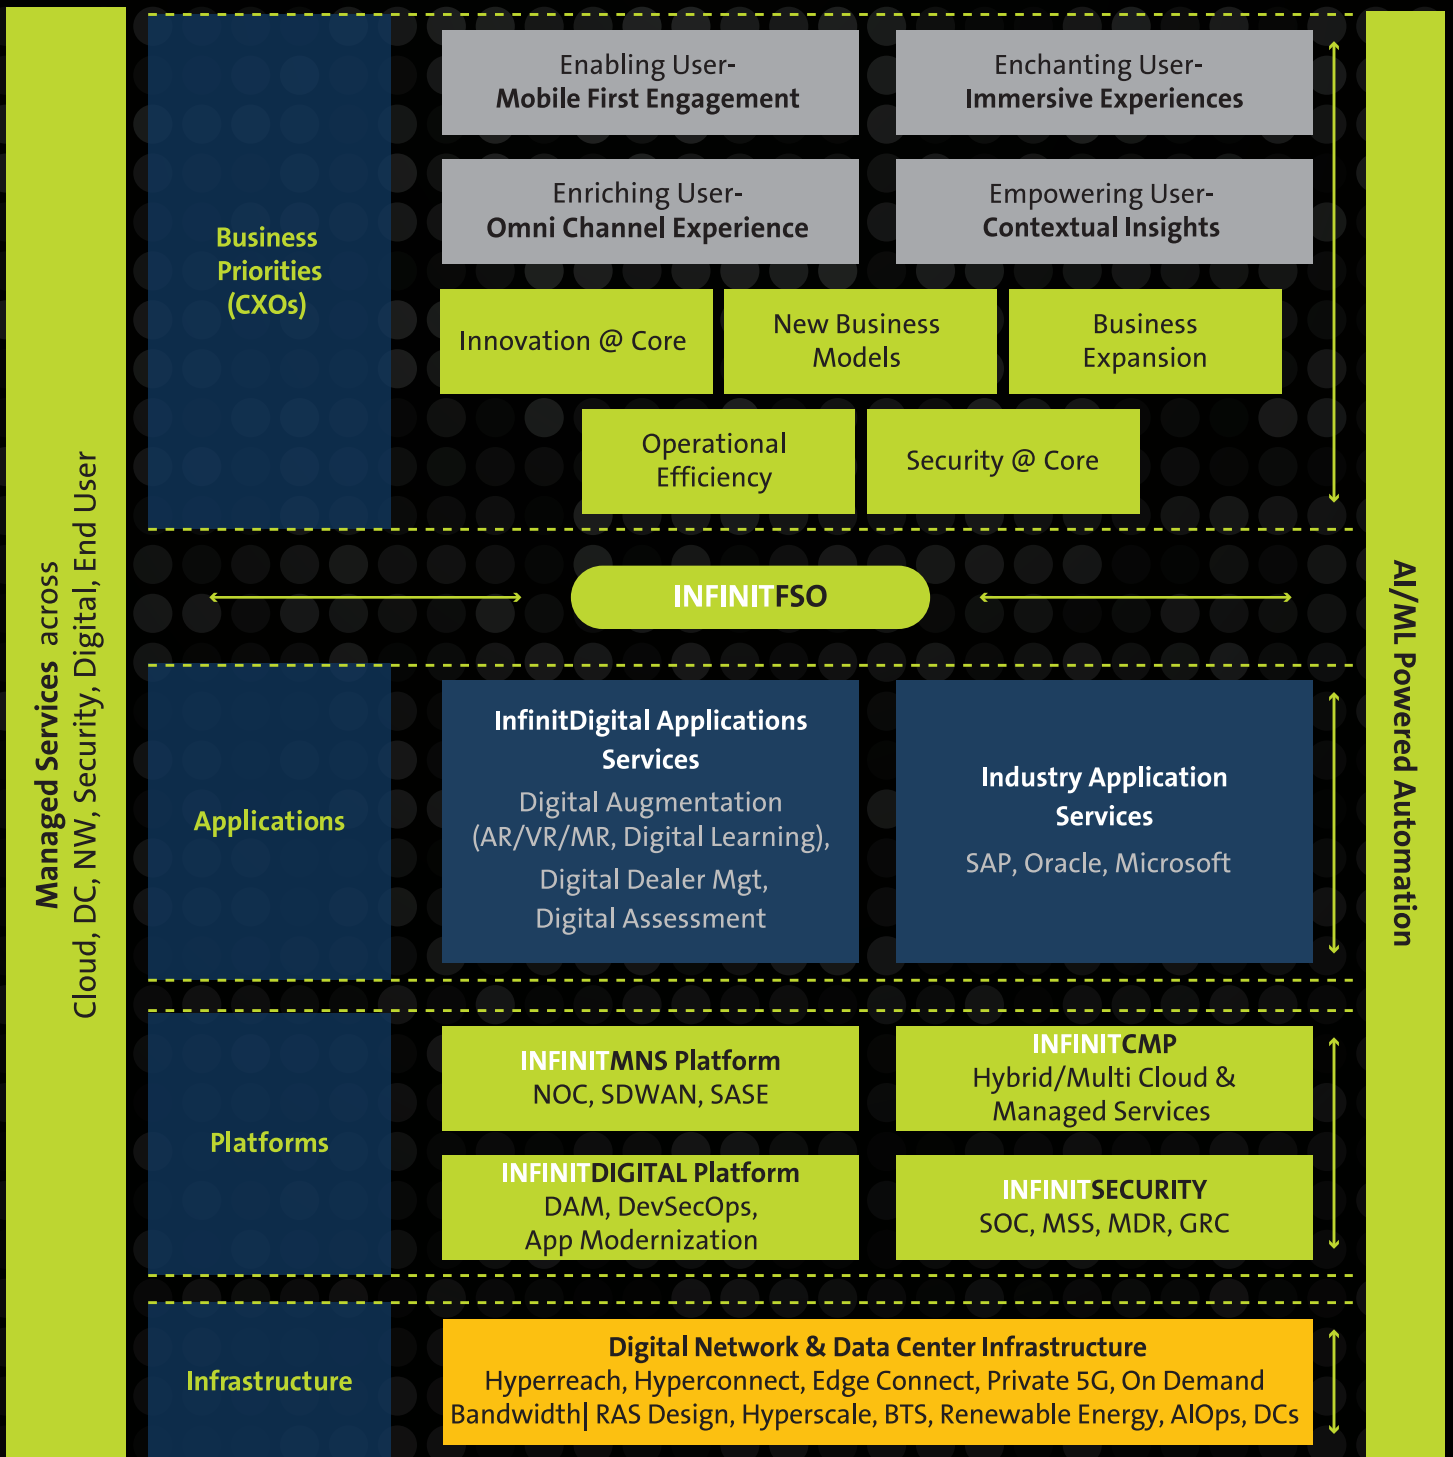 Managed Services across
Cloud, DC, NW, Security, Digital, End User
Business
Priorities
(CXOs)
Enabling User-
Mobile First Engagement
Enchanting User-
Immersive Experiences
Enriching User-
Omni Channel Experience
Empowering User-
Contextual Insights
Innovation @ Core
New Business
Models
Business
Expansion
Operational
Efficiency
Security @ Core
INFINITFSO
Applications
InfinitDigital Applications
Services
Digital Augmentation
(AR/VR/MR, Digital Learning),
Digital Dealer Mgt,
Digital Assessment
Industry Application
Services
SAP, Oracle, Microsoft
Platforms
INFINITMNS Platform
NOC, SDWAN, SASE
INFINITCMP
Hybrid/Multi Cloud &
Managed Services
INFINITDIGITAL Platform
DAM, DevSecOps,
App Modernization
INFINITSECURITY
SOC, MSS, MDR, GRC
Infrastructure
Digital Network & Data Center Infrastructure
Hyperreach, Hyperconnect, Edge Connect, Private 5G, On Demand
Bandwidth| RAS Design, Hyperscale, BTS, Renewable Energy, AIOps, DCs
AI/ML Powered Automation